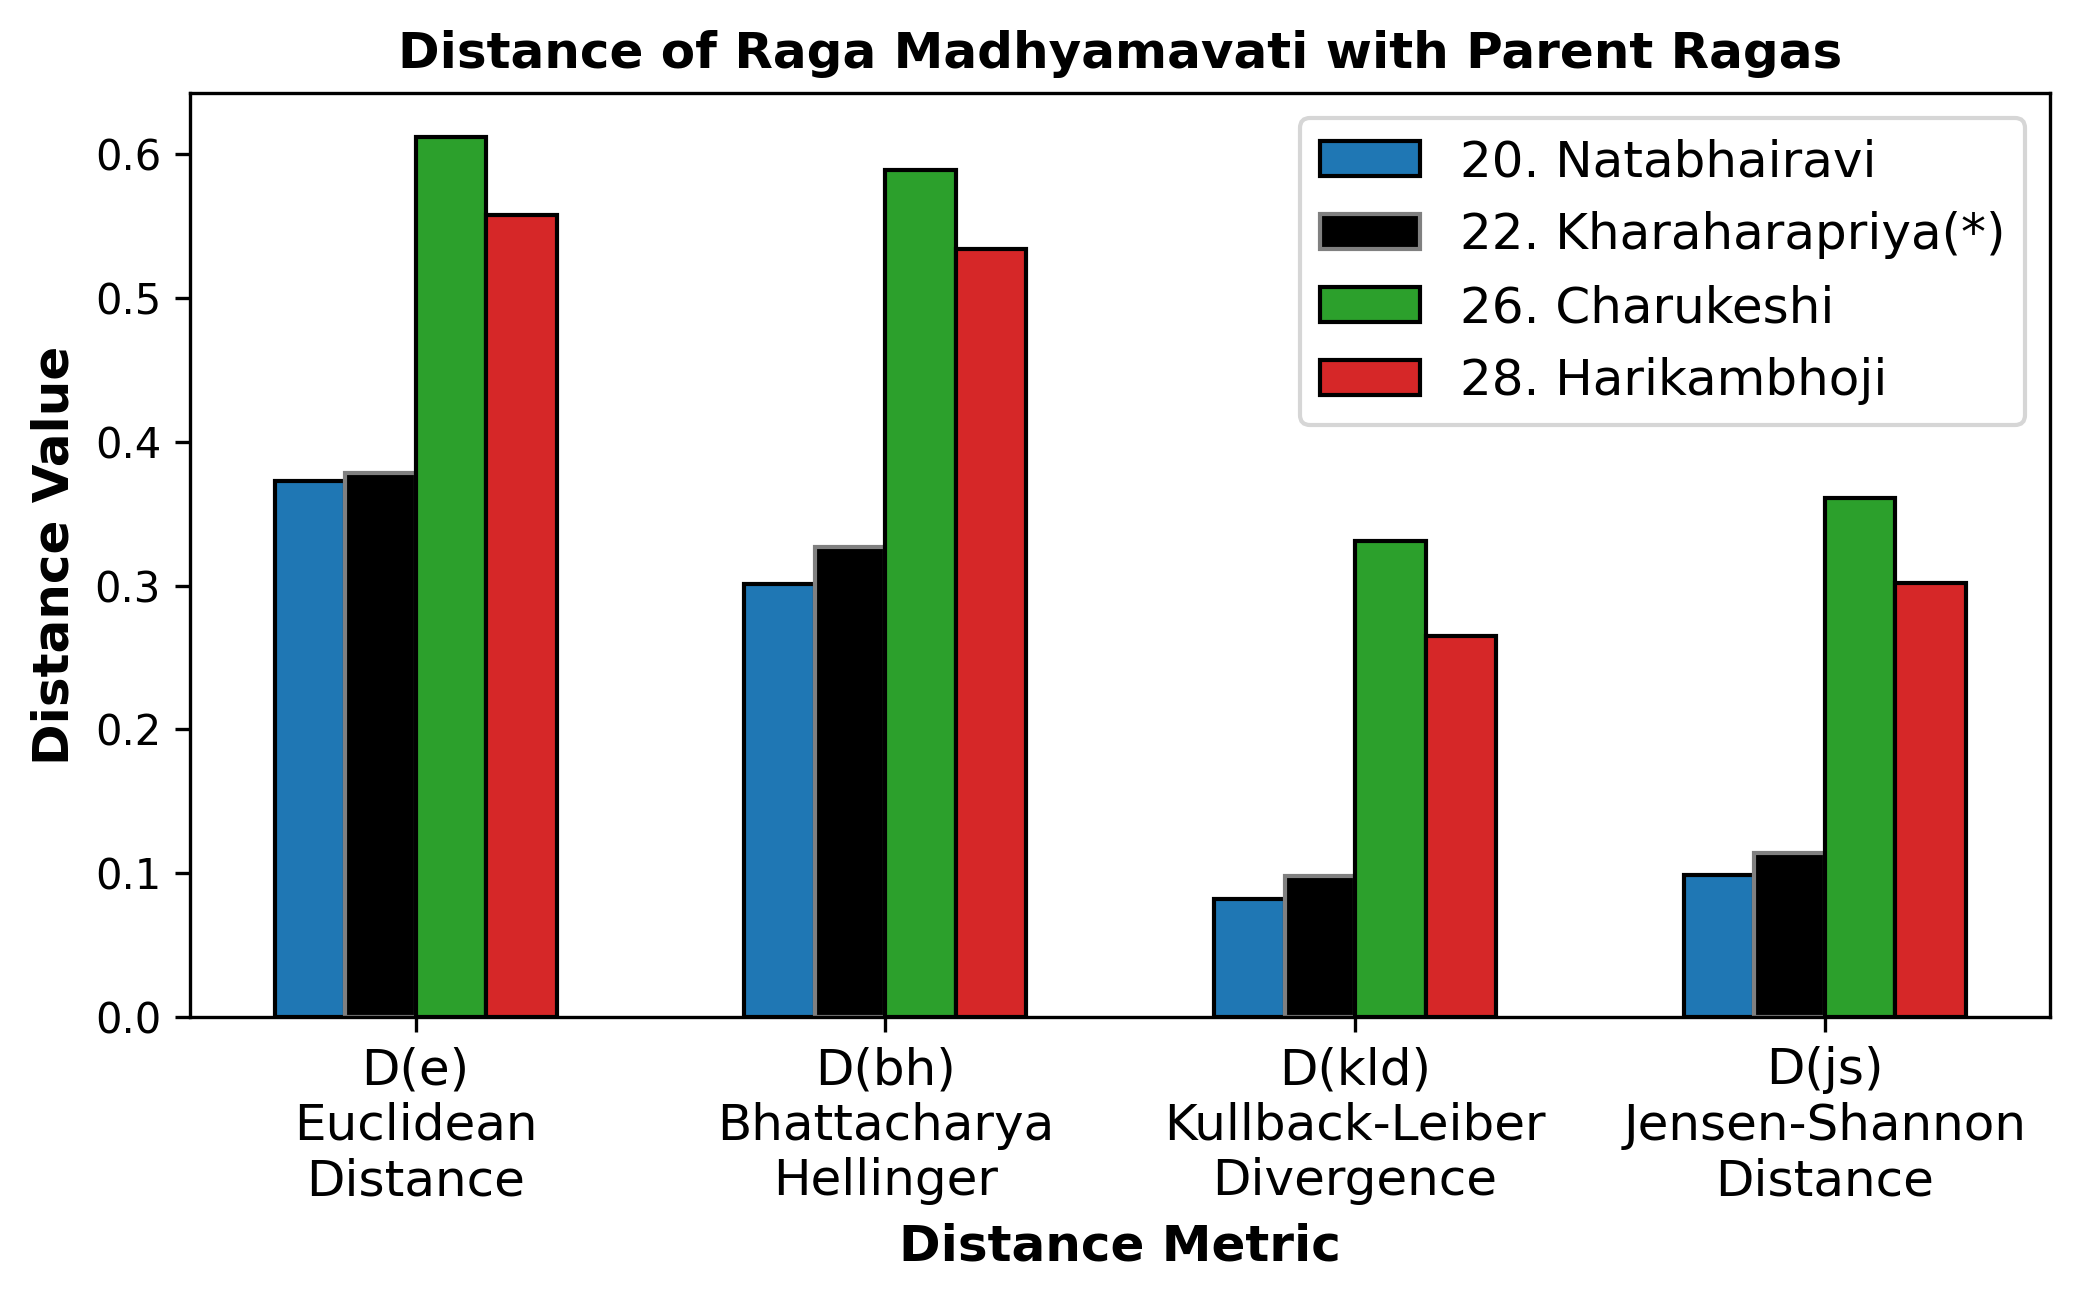 Distance of Raga Madhyamavati with Parent Ragas
20. Natabhairavi
22. Kharaharapriya(*)
26. Charukeshi
28. Harikambhoji
Distance Value
0.6
0.5
0.4
0.3
0.2
0.1
0.0
D(e)
Euclidean
Distance
D(bh)
Bhattacharya
Hellinger
D(kld)
Kullback-Leiber
Divergence
D(js)
Jensen-Shannon
Distance
Distance Metric